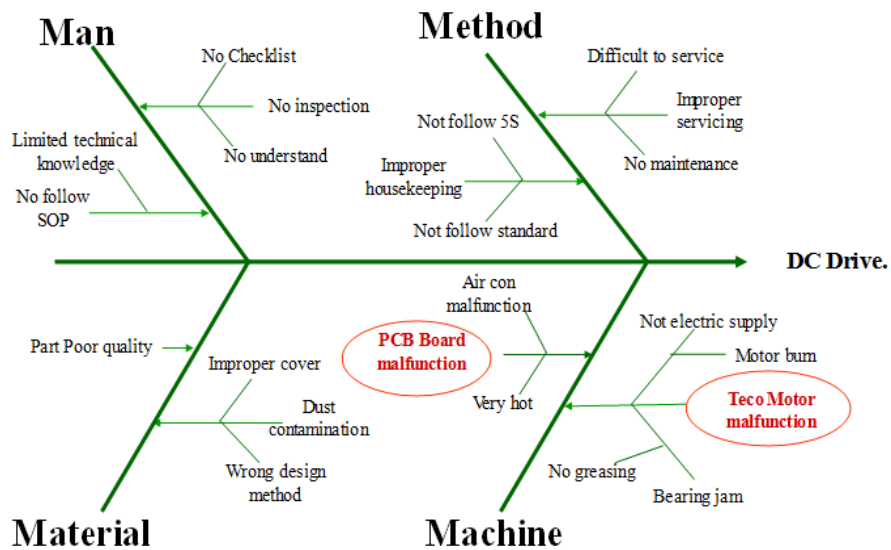 Man
Method
No Checklist
No inspection
No understand
Limited technical
knowledge
No follow
SOP
Difficult to service
Improper
servicing
No maintenance
Not follow 5S
Improper
housekeeping
Not follow standard
DC Drive.
Part Poor quality
Improper cover
Dust
contamination
Wrong design
method
Air con
malfunction
PCB Board
malfunction
Very hot
Not electric supply
Motor burn
Teco Motor
malfunction
No greasing
Bearing jam
Material
Machine